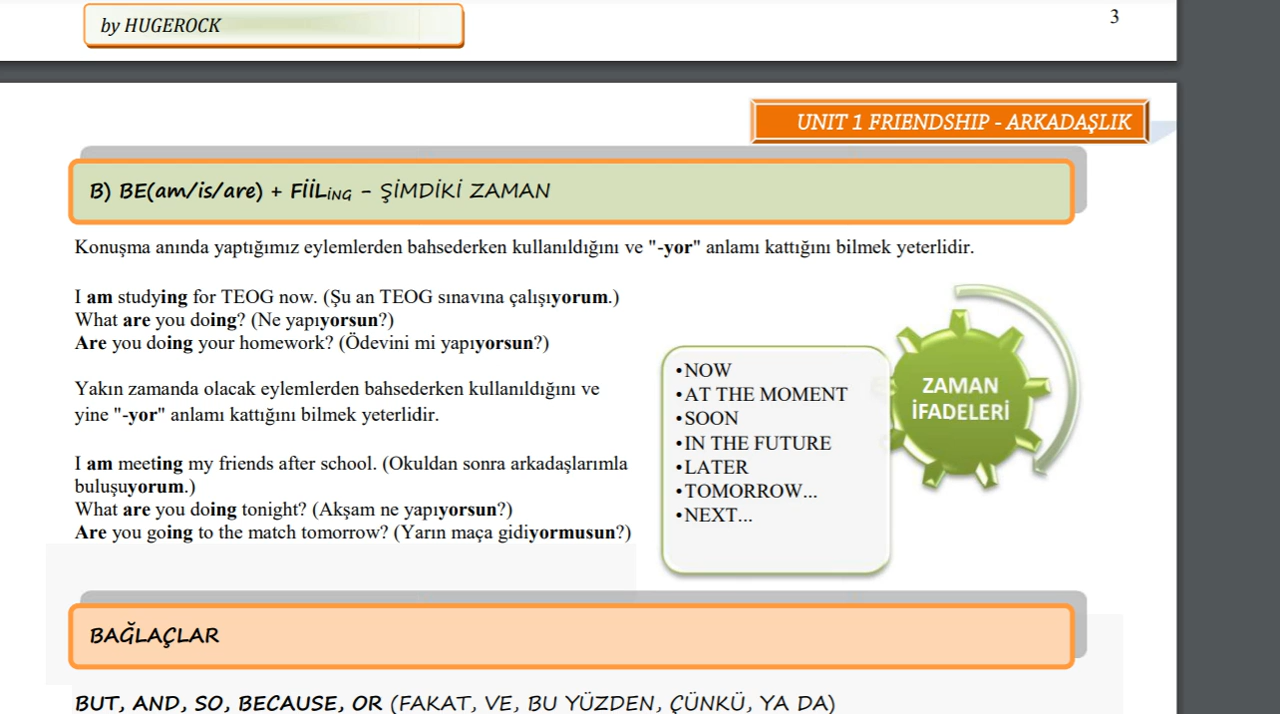 by HUGEROCK
3
UNIT 1 FRIENDSHIP - ARKADAŞLIK
B) BE(am/is/are) + FİİLİNG - ŞİMDİKİ ZAMAN
Konuşma anında yaptığımız eylemlerden bahsederken kullanıldığını ve "-yor" anlamı kattığını bilmek yeterlidir.
I am studying for TEOG now. (Şu an TEOG sınavına çalışıyorum.)
What are you doing? (Ne yapıyorsun?)
Are you doing your homework? (Ödevini mi yapıyorsun?)
Yakın zamanda olacak eylemlerden bahsederken kullanıldığını ve
yine "-yor" anlamı kattığını bilmek yeterlidir.
I am meeting my friends after school. (Okuldan sonra arkadaşlarımla
buluşuyorum.)
What are you doing tonight? (Akşam ne yapıyorsun?)
Are you going to the match tomorrow? (Yarın maça gidiyormusun?)
•NOW
•AT THE MOMENT
•SOON
•IN THE FUTURE
•LATER
•TOMORROW...
•NEXT...
ZAMAN
İFADELERİ
BAĞLAÇLAR
BUT, AND, SO, BECAUSE, OR (FAKAT, VE, BU YÜZDEN, ÇÜNKÜ, YA DA)